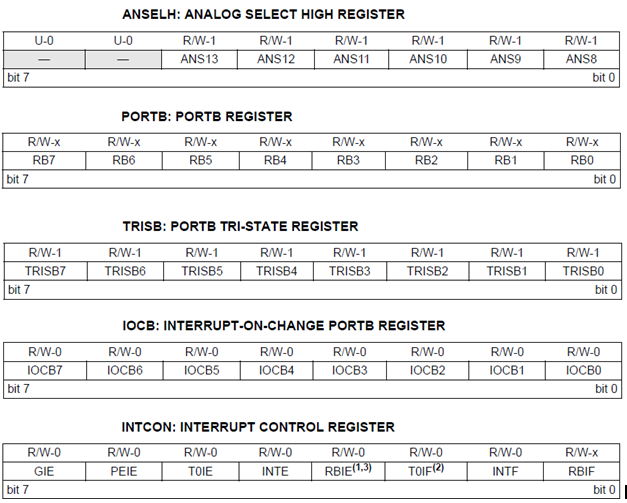 ANSELH: ANALOG SELECT HIGH REGISTER
U-0 U-0 R/W-1 R/W-1 R/W-1 R/W-1 R/W-1 R/W-1
— — ANS13 ANS12 ANS11 ANS10 ANS9 ANS8
bit 7 bit 0
PORTB: PORTB REGISTER
R/W-x R/W-x R/W-x R/W-x R/W-x R/W-x R/W-x R/W-x
RB7 RB6 RB5 RB4 RB3 RB2 RB1 RB0
bit 7 bit 0
TRISB: PORTB TRI-STATE REGISTER
R/W-1 R/W-1 R/W-1 R/W-1 R/W-1 R/W-1 R/W-1 R/W-1
TRISB7 TRISB6 TRISB5 TRISB4 TRISB3 TRISB2 TRISB1 TRISB0
bit 7 bit 0
IOCB: INTERRUPT-ON-CHANGE PORTB REGISTER
R/W-0 R/W-0 R/W-0 R/W-0 R/W-0 R/W-0 R/W-0 R/W-0
IOCB7 IOCB6 IOCB5 IOCB4 IOCB3 IOCB2 IOCB1 IOCB0
bit 7 bit 0
INTCON: INTERRUPT CONTROL REGISTER
R/W-0 R/W-0 R/W-0 R/W-0 R/W-0 R/W-0 R/W-0 R/W-x
GIE PEIE T0IE INTE RBIE(1,3) T0IF(2) INTF RBIF
bit 7 bit 0